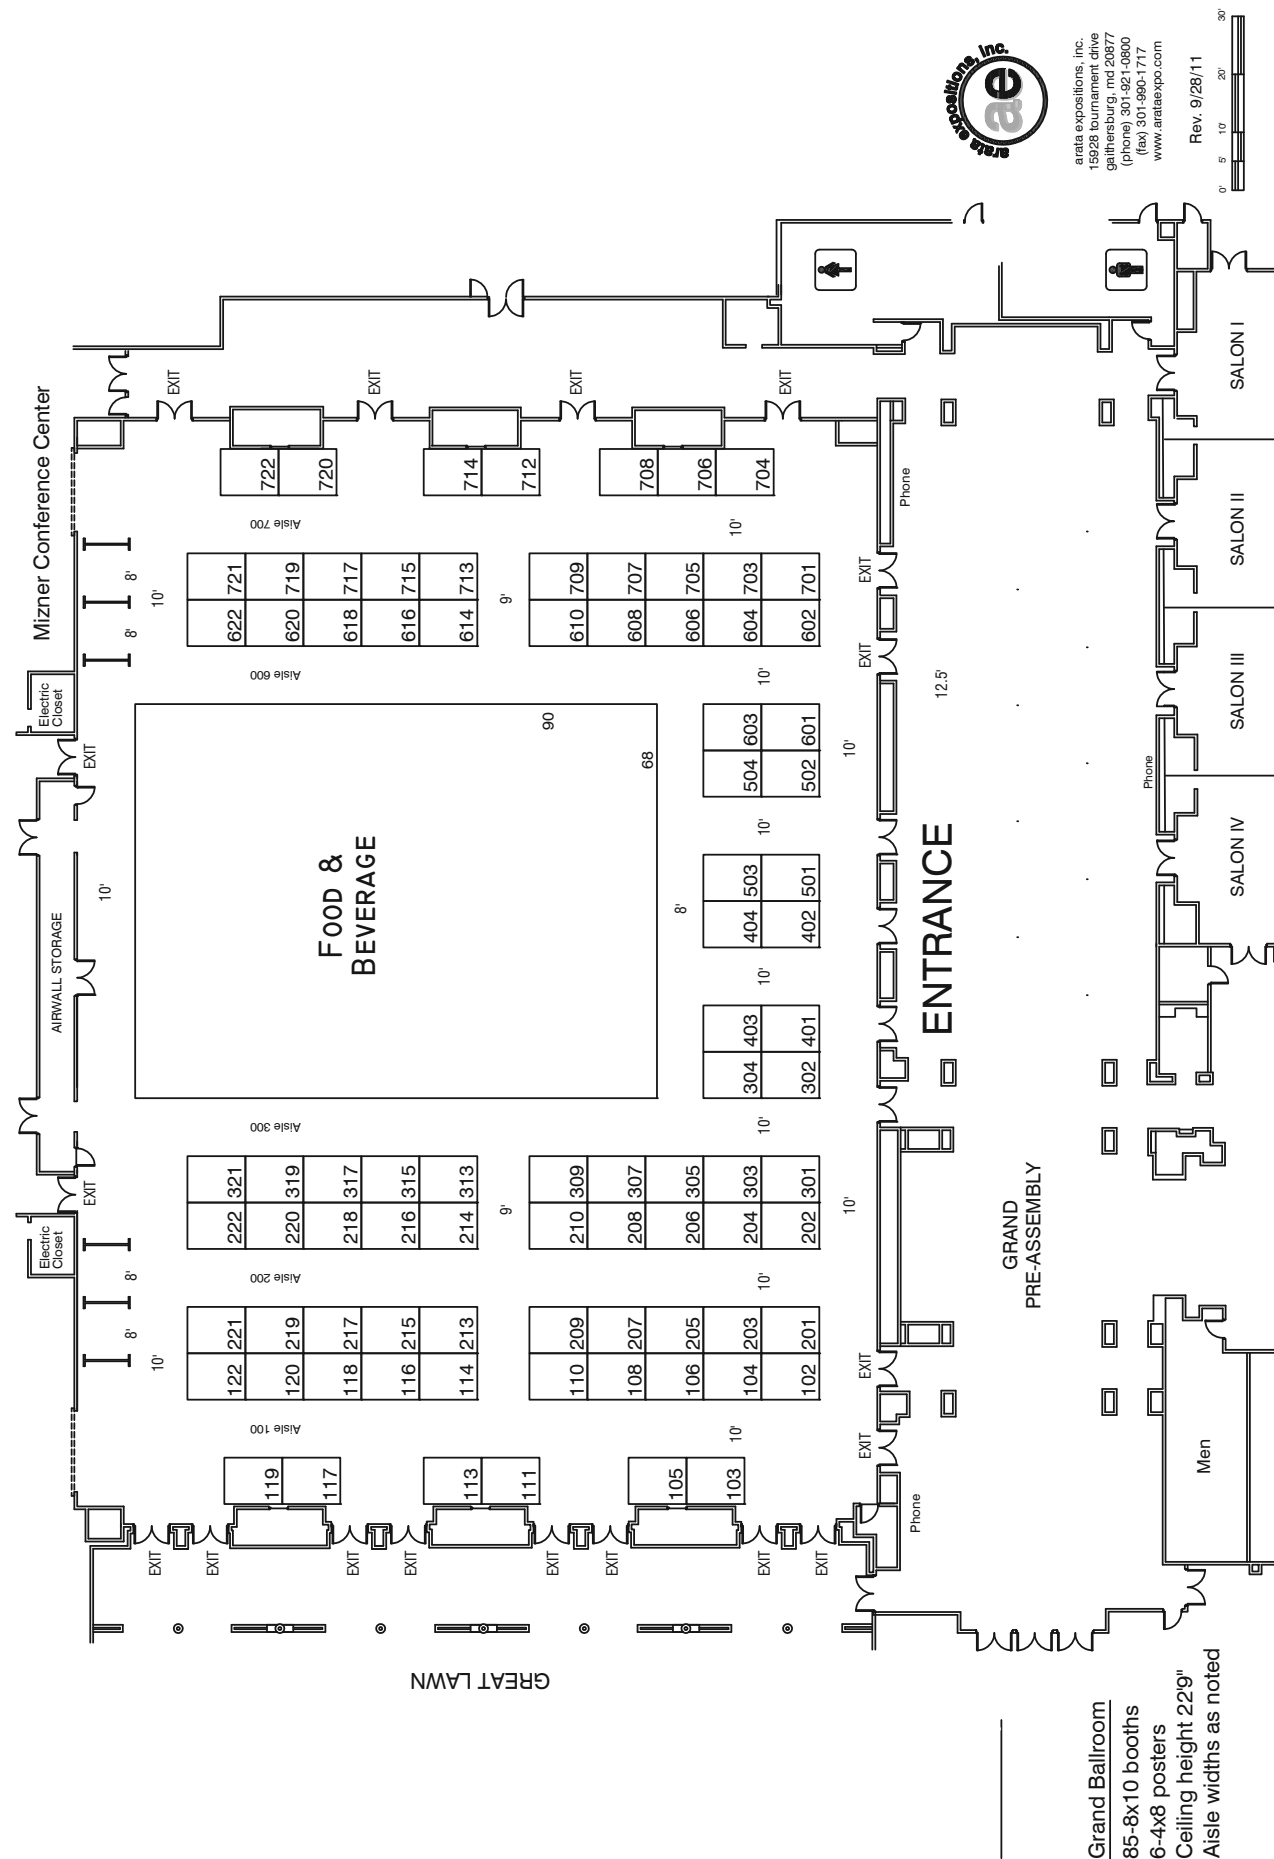 Mizner Conference Center
arata expositions, inc.
ae
arata expositions, inc.
15928 tournament drive
gaithersburg, md 20877
(phone) 301-921-0800
(fax) 301-990-1717
www.arataexpo.com
Rev. 9/28/11
0' 5' 10' 20' 30'
Electric
Closet
EXIT
AIRWALL STORAGE
EXIT
Electric
Closet
8' 8'
10'
10'
8' 8'
10'
EXIT
EXIT
EXIT
EXIT
722 720
714 712
708 706 704
Aisle 700
10'
721 719 717 715 713
622 620 618 616 614
9'
709 707 705 703 701
610 608 606 604 602
Aisle 600
10'
FOOD &
BEVERAGE
90
68
603 601
504 502
10'
10'
503 501
404 402
8'
10'
403 401
304 302
Aisle 300
10'
321 319 317 315 313
222 220 218 216 214
9'
309 307 305 303 301
210 208 206 204 202
10'
Aisle 200
10'
221 219 217 215 213
122 120 118 116 114
209 207 205 203 201
110 108 106 104 102
Aisle 100
10'
119 117
113 111
105 103
EXIT
EXIT
EXIT
EXIT
EXIT
EXIT
EXIT
EXIT
GREAT LAWN
Phone
EXIT
EXIT
12.5'
ENTRANCE
EXIT
EXIT
Phone
GRAND
PRE-ASSEMBLY
Phone
SALON I
SALON II
SALON III
SALON IV
Men
Grand Ballroom
85-8x10 booths
6-4x8 posters
Ceiling height 22'9"
Aisle widths as noted